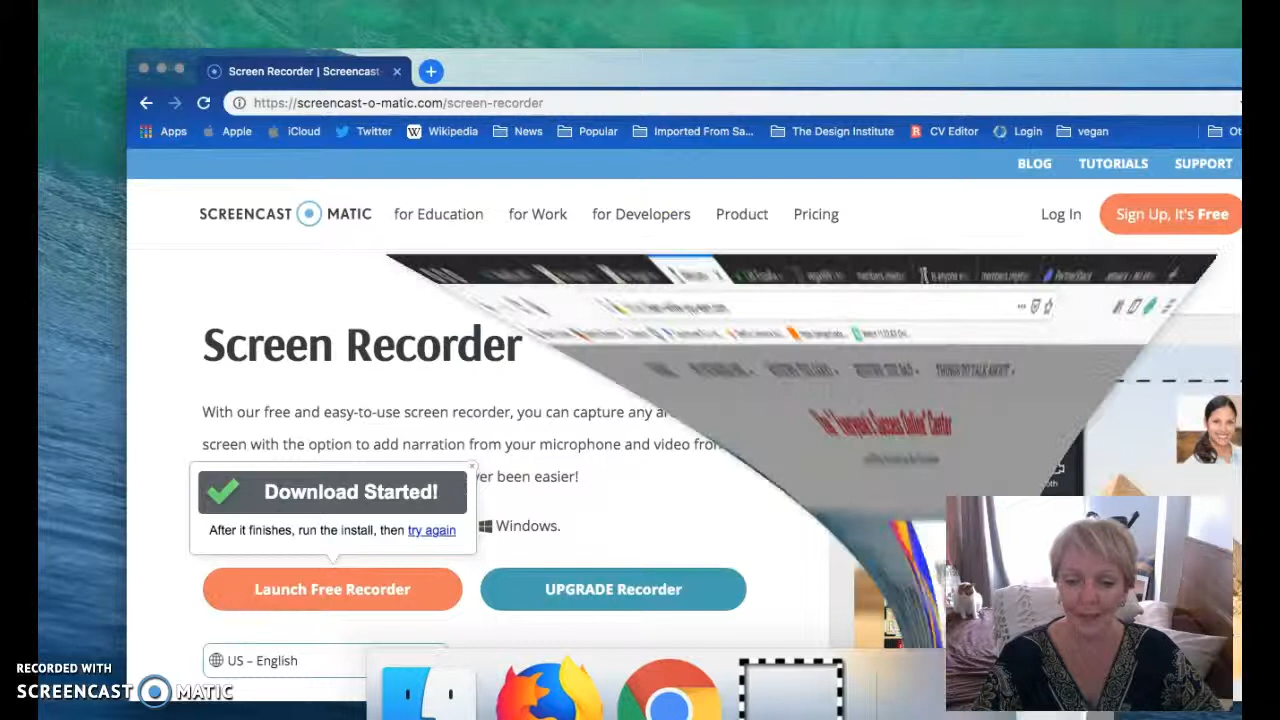 Screen Recorder | Screencast
https://screencast-o-matic.com/screen-recorder
Apps Apple iCloud Twitter Wikipedia News Popular Imported From Sa... The Design Institute CV Editor Login vegan Ot
BLOG TUTORIALS SUPPORT
SCREENCAST MATIC for Education for Work for Developers Product Pricing Log In Sign Up, It's Free
Screen Recorder
With our free and easy-to-use screen recorder, you can capture any
screen with the option to add narration from your microphone and video
been easier!
Download Started!
After it finishes, run the install, then try again
Windows.
Launch Free Recorder UPGRADE Recorder
US – English
RECORDED WITH
SCREENCAST MATIC